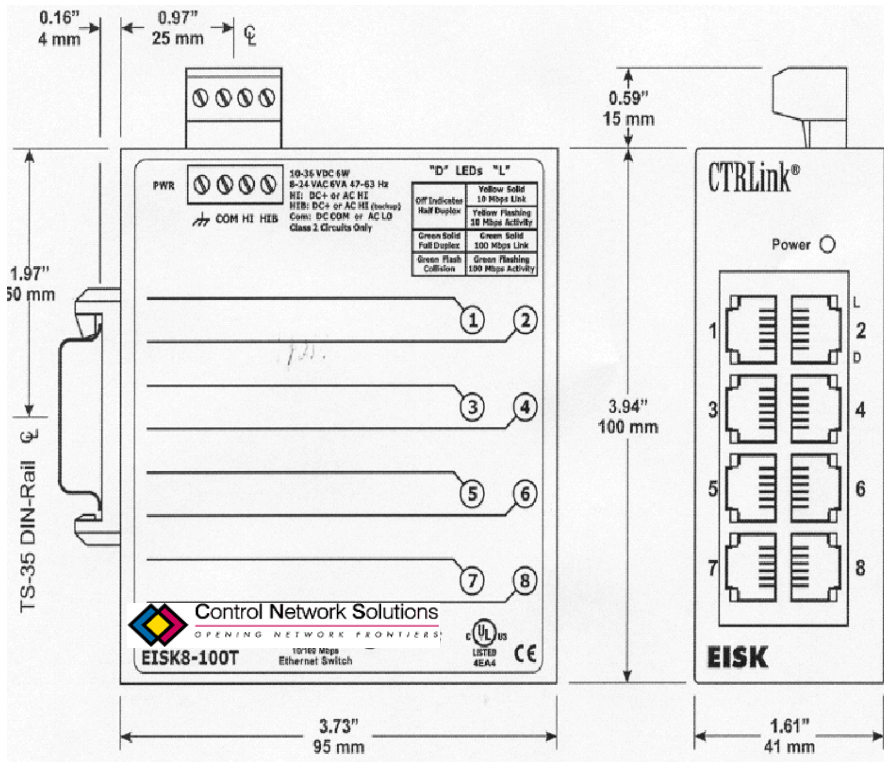 0.16"
4 mm
0.97"
25 mm
℄
0.59"
15 mm
PWR
COM HI HIB
10-36 VDC 6W
8-24 VAC 6VA 47-63 Hz
HI: DC+ or AC HI
HIB: DC+ or AC HI (backup)
Com: DC COM or AC LO
Class 2 Circuits Only
"D" LEDs "L"
Off Indicates
Half Duplex
Yellow Solid
10 Mbps Link
Yellow Flashing
10 Mbps Activity
Green Solid
Full Duplex
Green Solid
100 Mbps Link
Green Flash
Collision
Green Flashing
100 Mbps Activity
1.97"
50 mm
TS-35 DIN-Rail ℄
1
2
3
4
5
6
7
8
Control Network Solutions
OPENING NETWORK FRONTIERS
EISK8-100T
10/100 Mbps
Ethernet Switch
C UL US
LISTED
4EA4
CE
3.94"
100 mm
3.73"
95 mm
CTRLink®
Power
L
1
2
D
3
4
5
6
7
8
EISK
1.61"
41 mm